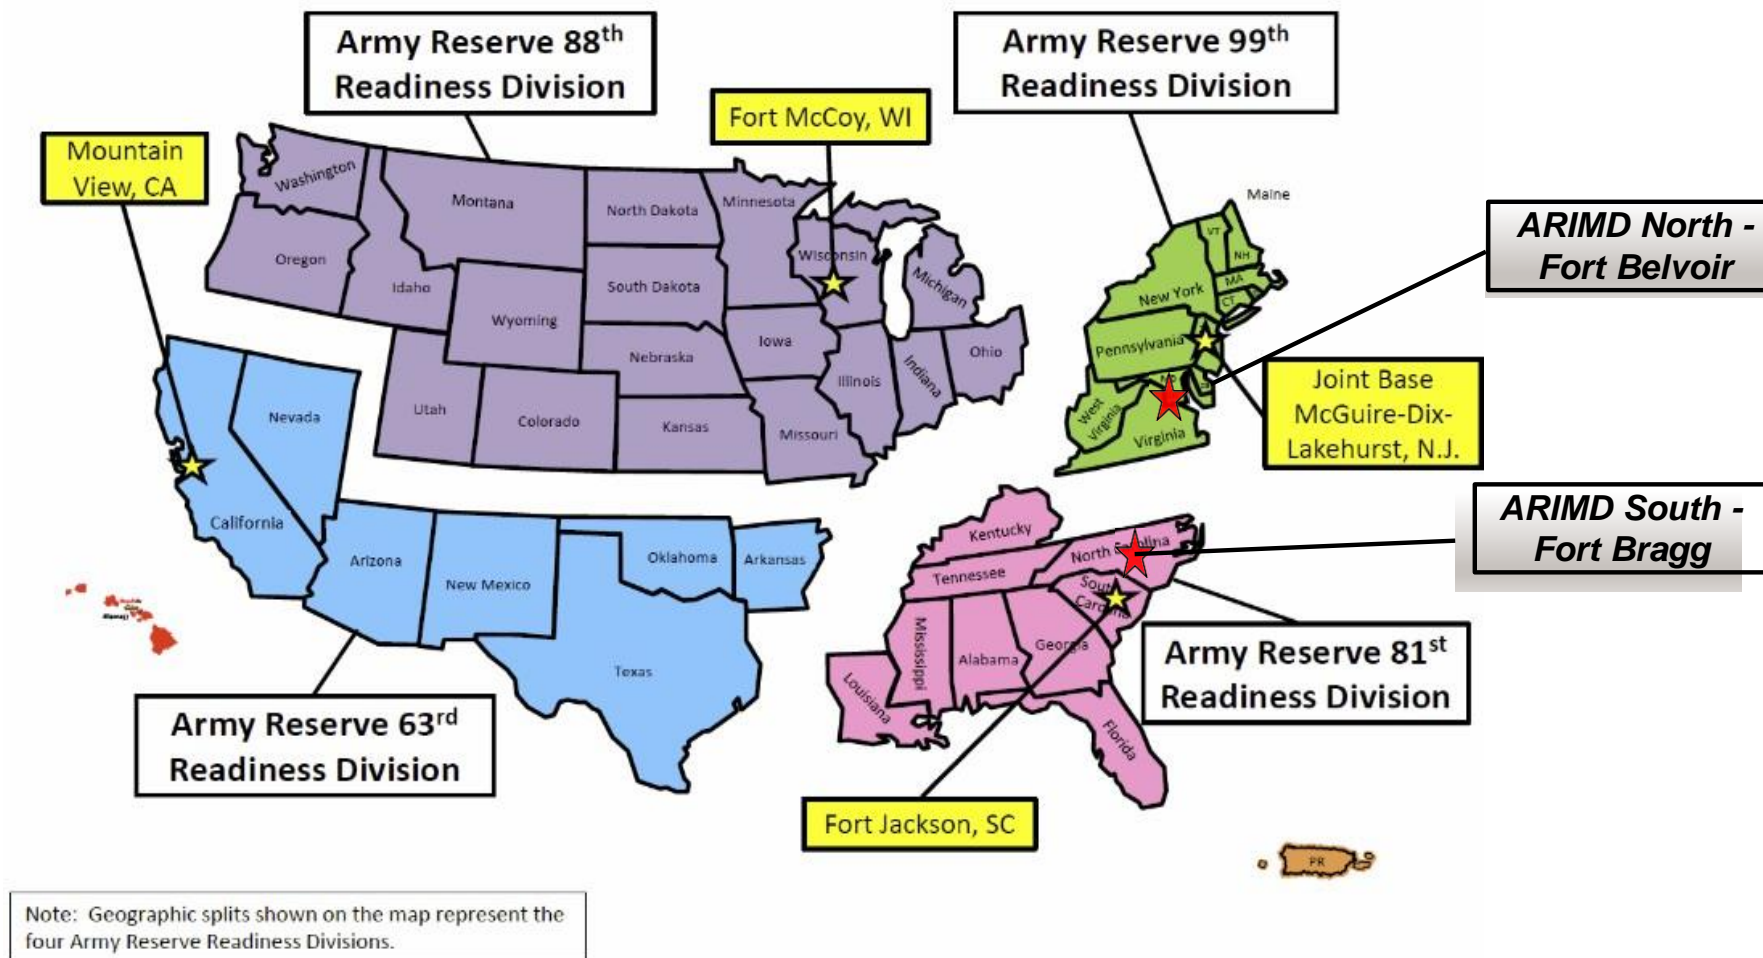 Army Reserve 88th
Readiness Division
Army Reserve 99th
Readiness Division
Fort McCoy, WI
Mountain
View, CA
Maine
ARIMD North -
Fort Belvoir
Washington
Montana
North Dakota
Minnesota
VT
NH
Oregon
Idaho
South Dakota
Wisconsin
Michigan
MA
New York
CT
Wyoming
Nebraska
Iowa
Illinois
Indiana
Ohio
Pennsylvania
Joint Base
McGuire-Dix-
Lakehurst, N.J.
Nevada
Utah
Colorado
Kansas
Missouri
West
Virginia
Virginia
ARIMD South -
Fort Bragg
California
Arizona
New Mexico
Oklahoma
Arkansas
Texas
Kentucky
Tennessee
North Carolina
South
Carolina
Mississippi
Alabama
Georgia
Louisiana
Florida
Army Reserve 81st
Readiness Division
Army Reserve 63rd
Readiness Division
Fort Jackson, SC
PR
Note: Geographic splits shown on the map represent the
four Army Reserve Readiness Divisions.